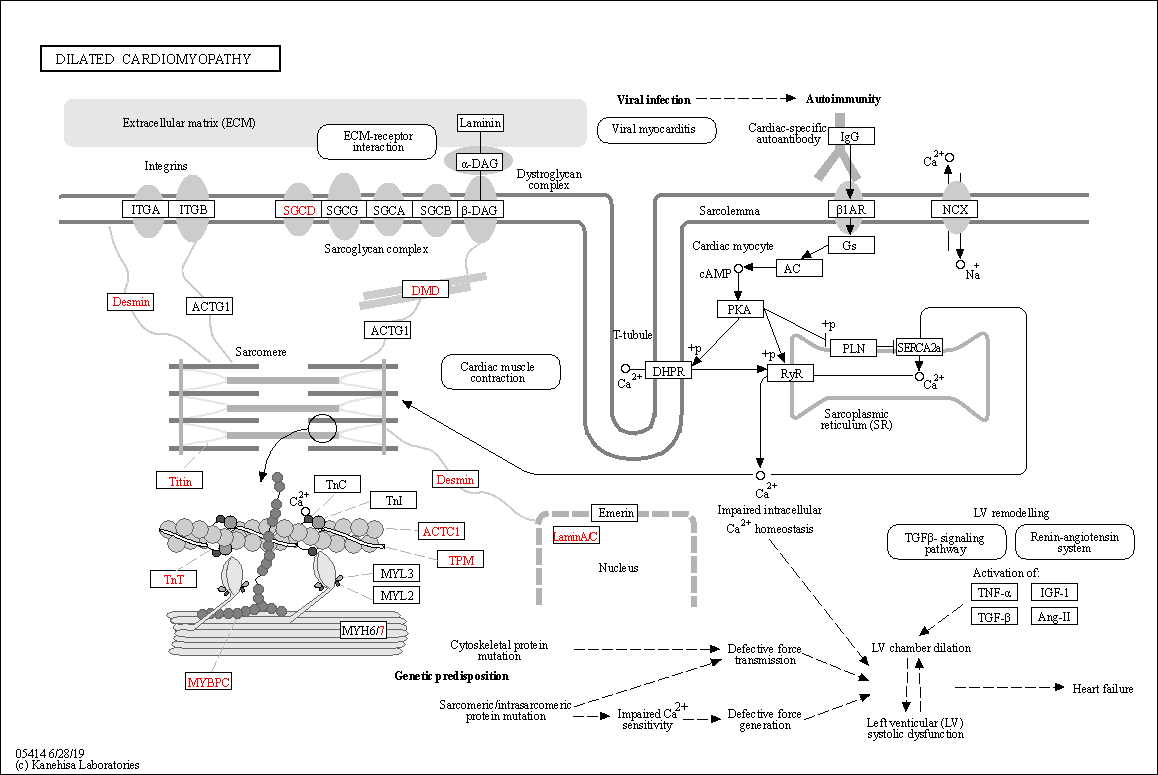 DILATED CARDIOMYOPATHY
Viral infection
Autoimmunity
Extracellular matrix (ECM)
Laminin
ECM-receptor
interaction
Viral myocarditis
Cardiac-specific
autoantibody
IgG
Ca2+
α-DAG
Integrins
Dystroglycan
complex
ITGA
ITGB
SGCD
SGCG
SGCA
SGCB
β-DAG
Sarcolemma
β1AR
NCX
Sarcoglycan complex
Cardiac myocyte
Gs
cAMP
AC
Na+
Desmin
ACTG1
DMD
PKA
ACTG1
T-tubule
+p
+p
+p
PLN
SERCA2a
Sarcomere
Cardiac muscle
contraction
Ca2+
DHPR
RyR
Ca2+
Sarcoplasmic
reticulum (SR)
Titin
TnC
Desmin
Ca2+
Ca2+
TnI
Emerin
Impaired intracellular
Ca2+ homeostasis
LV remodelling
ACTC1
LaminA/C
TGFβ- signaling
pathway
Renin-angiotensin
system
TPM
Nucleus
TnT
MYL3
Activation of:
MYL2
TNF-α
IGF-1
TGF-β
Ang-II
MYH6/7
Cytoskeletal protein
mutation
Defective force
transmission
LV chamber dilation
MYBPC
Genetic predisposition
Heart failure
Sarcomeric/intrasarcomeric
protein mutation
Impaired Ca2+
sensitivity
Defective force
generation
Left venticular (LV)
systolic dysfunction
05414 6/28/19
(c) Kanehisa Laboratories